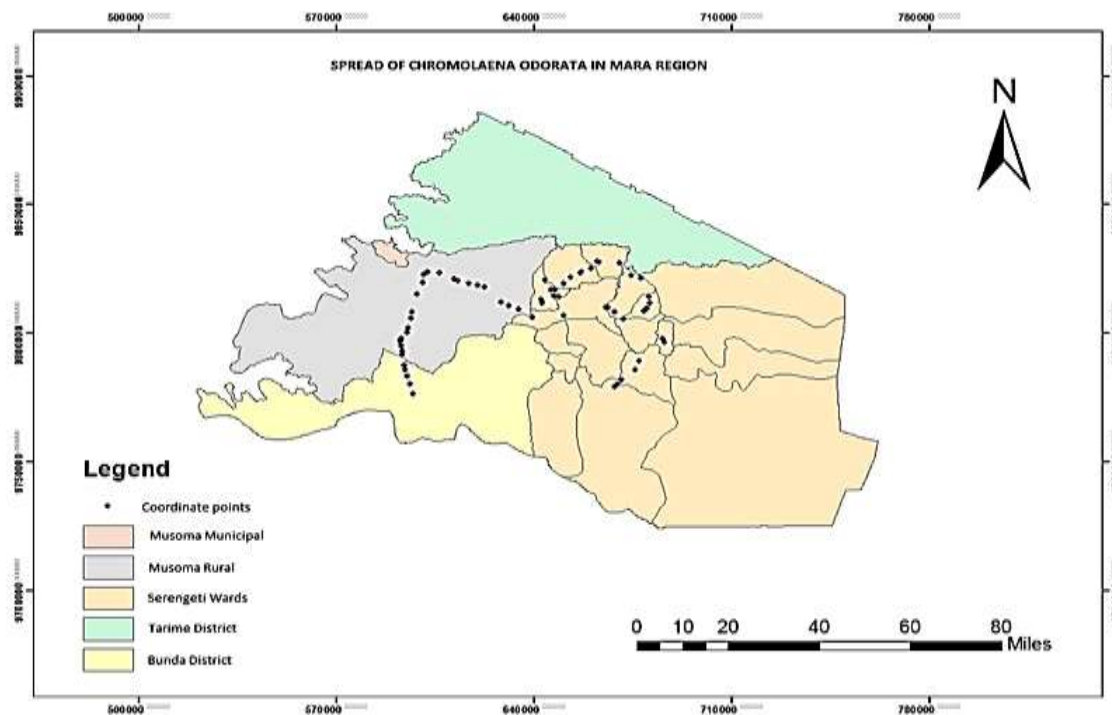 500000 570000 640000 710000 780000
SPREAD OF CHROMOLAENA ODORATA IN MARA REGION
N
Legend
Coordinate points
Musoma Municipal
Musoma Rural
Serengeti Wards
Tarime District
Bunda District
0 10 20 40 60 80
Miles
500000 570000 640000 710000 780000